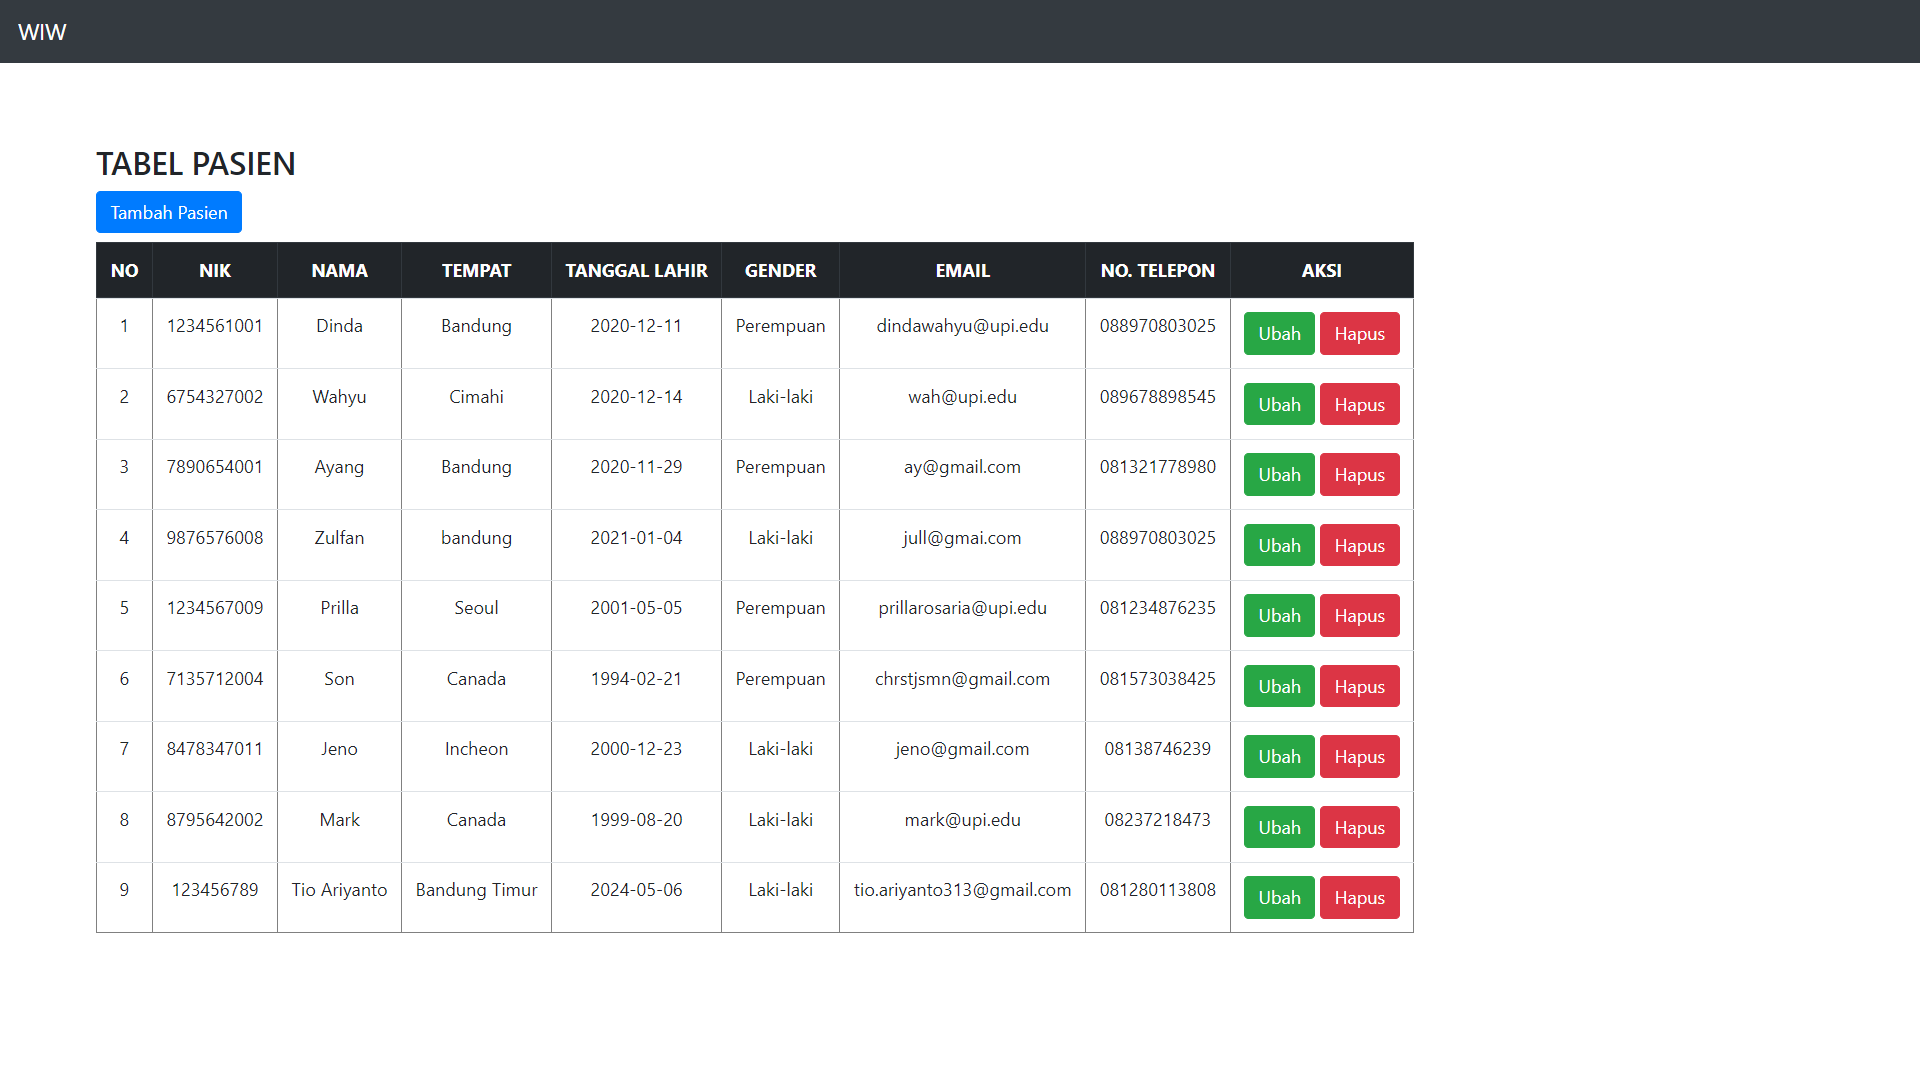 WIW
TABEL PASIEN
Tambah Pasien
NO NIK NAMA TEMPAT TANGGAL LAHIR GENDER EMAIL NO. TELEPON AKSI
1 1234561001 Dinda Bandung 2020-12-11 Perempuan dindawahyu@upi.edu 088970803025 Ubah Hapus
2 6754327002 Wahyu Cimahi 2020-12-14 Laki-laki wah@upi.edu 089678898545 Ubah Hapus
3 7890654001 Ayang Bandung 2020-11-29 Perempuan ay@gmail.com 081321778980 Ubah Hapus
4 9876576008 Zulfan bandung 2021-01-04 Laki-laki jull@gmai.com 088970803025 Ubah Hapus
5 1234567009 Prilla Seoul 2001-05-05 Perempuan prillarosaria@upi.edu 081234876235 Ubah Hapus
6 7135712004 Son Canada 1994-02-21 Perempuan chrstjsmn@gmail.com 081573038425 Ubah Hapus
7 8478347011 Jeno Incheon 2000-12-23 Laki-laki jeno@gmail.com 08138746239 Ubah Hapus
8 8795642002 Mark Canada 1999-08-20 Laki-laki mark@upi.edu 08237218473 Ubah Hapus
9 123456789 Tio Ariyanto Bandung Timur 2024-05-06 Laki-laki tio.ariyanto313@gmail.com 081280113808 Ubah Hapus